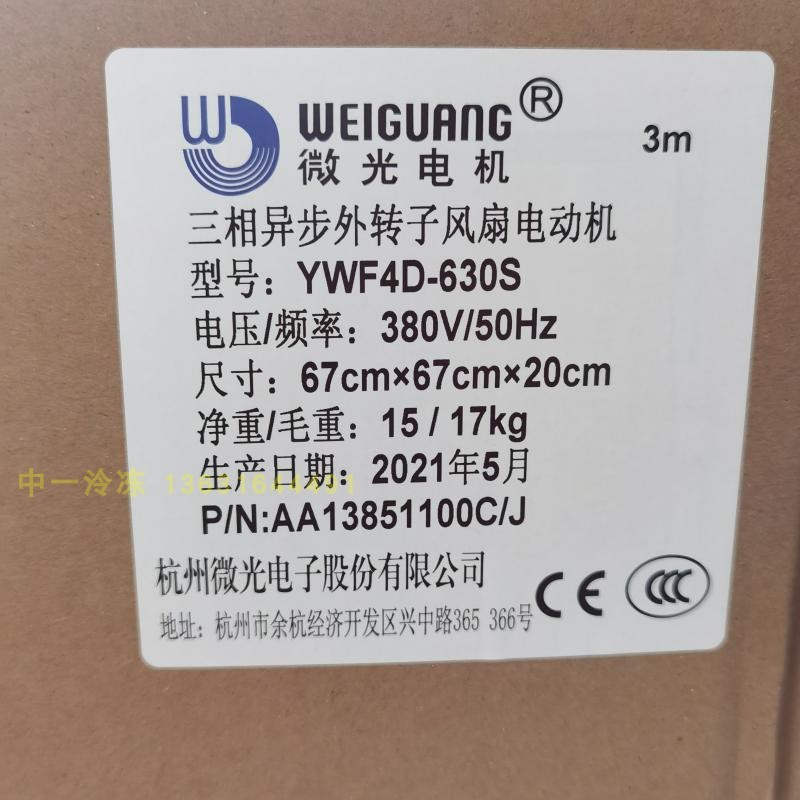 WEIGUANG®
微光电机
3m
三相异步外转子风扇电动机
型号：YWF4D-630S
电压/频率：380V/50Hz
尺寸：67cm×67cm×20cm
净重/毛重：15 / 17kg
生产日期：2021年5月
中一冷冻
P/N:AA13851100C/J
杭州微光电子股份有限公司
CE CCC
地址：杭州市余杭经济开发区兴中路365 366号